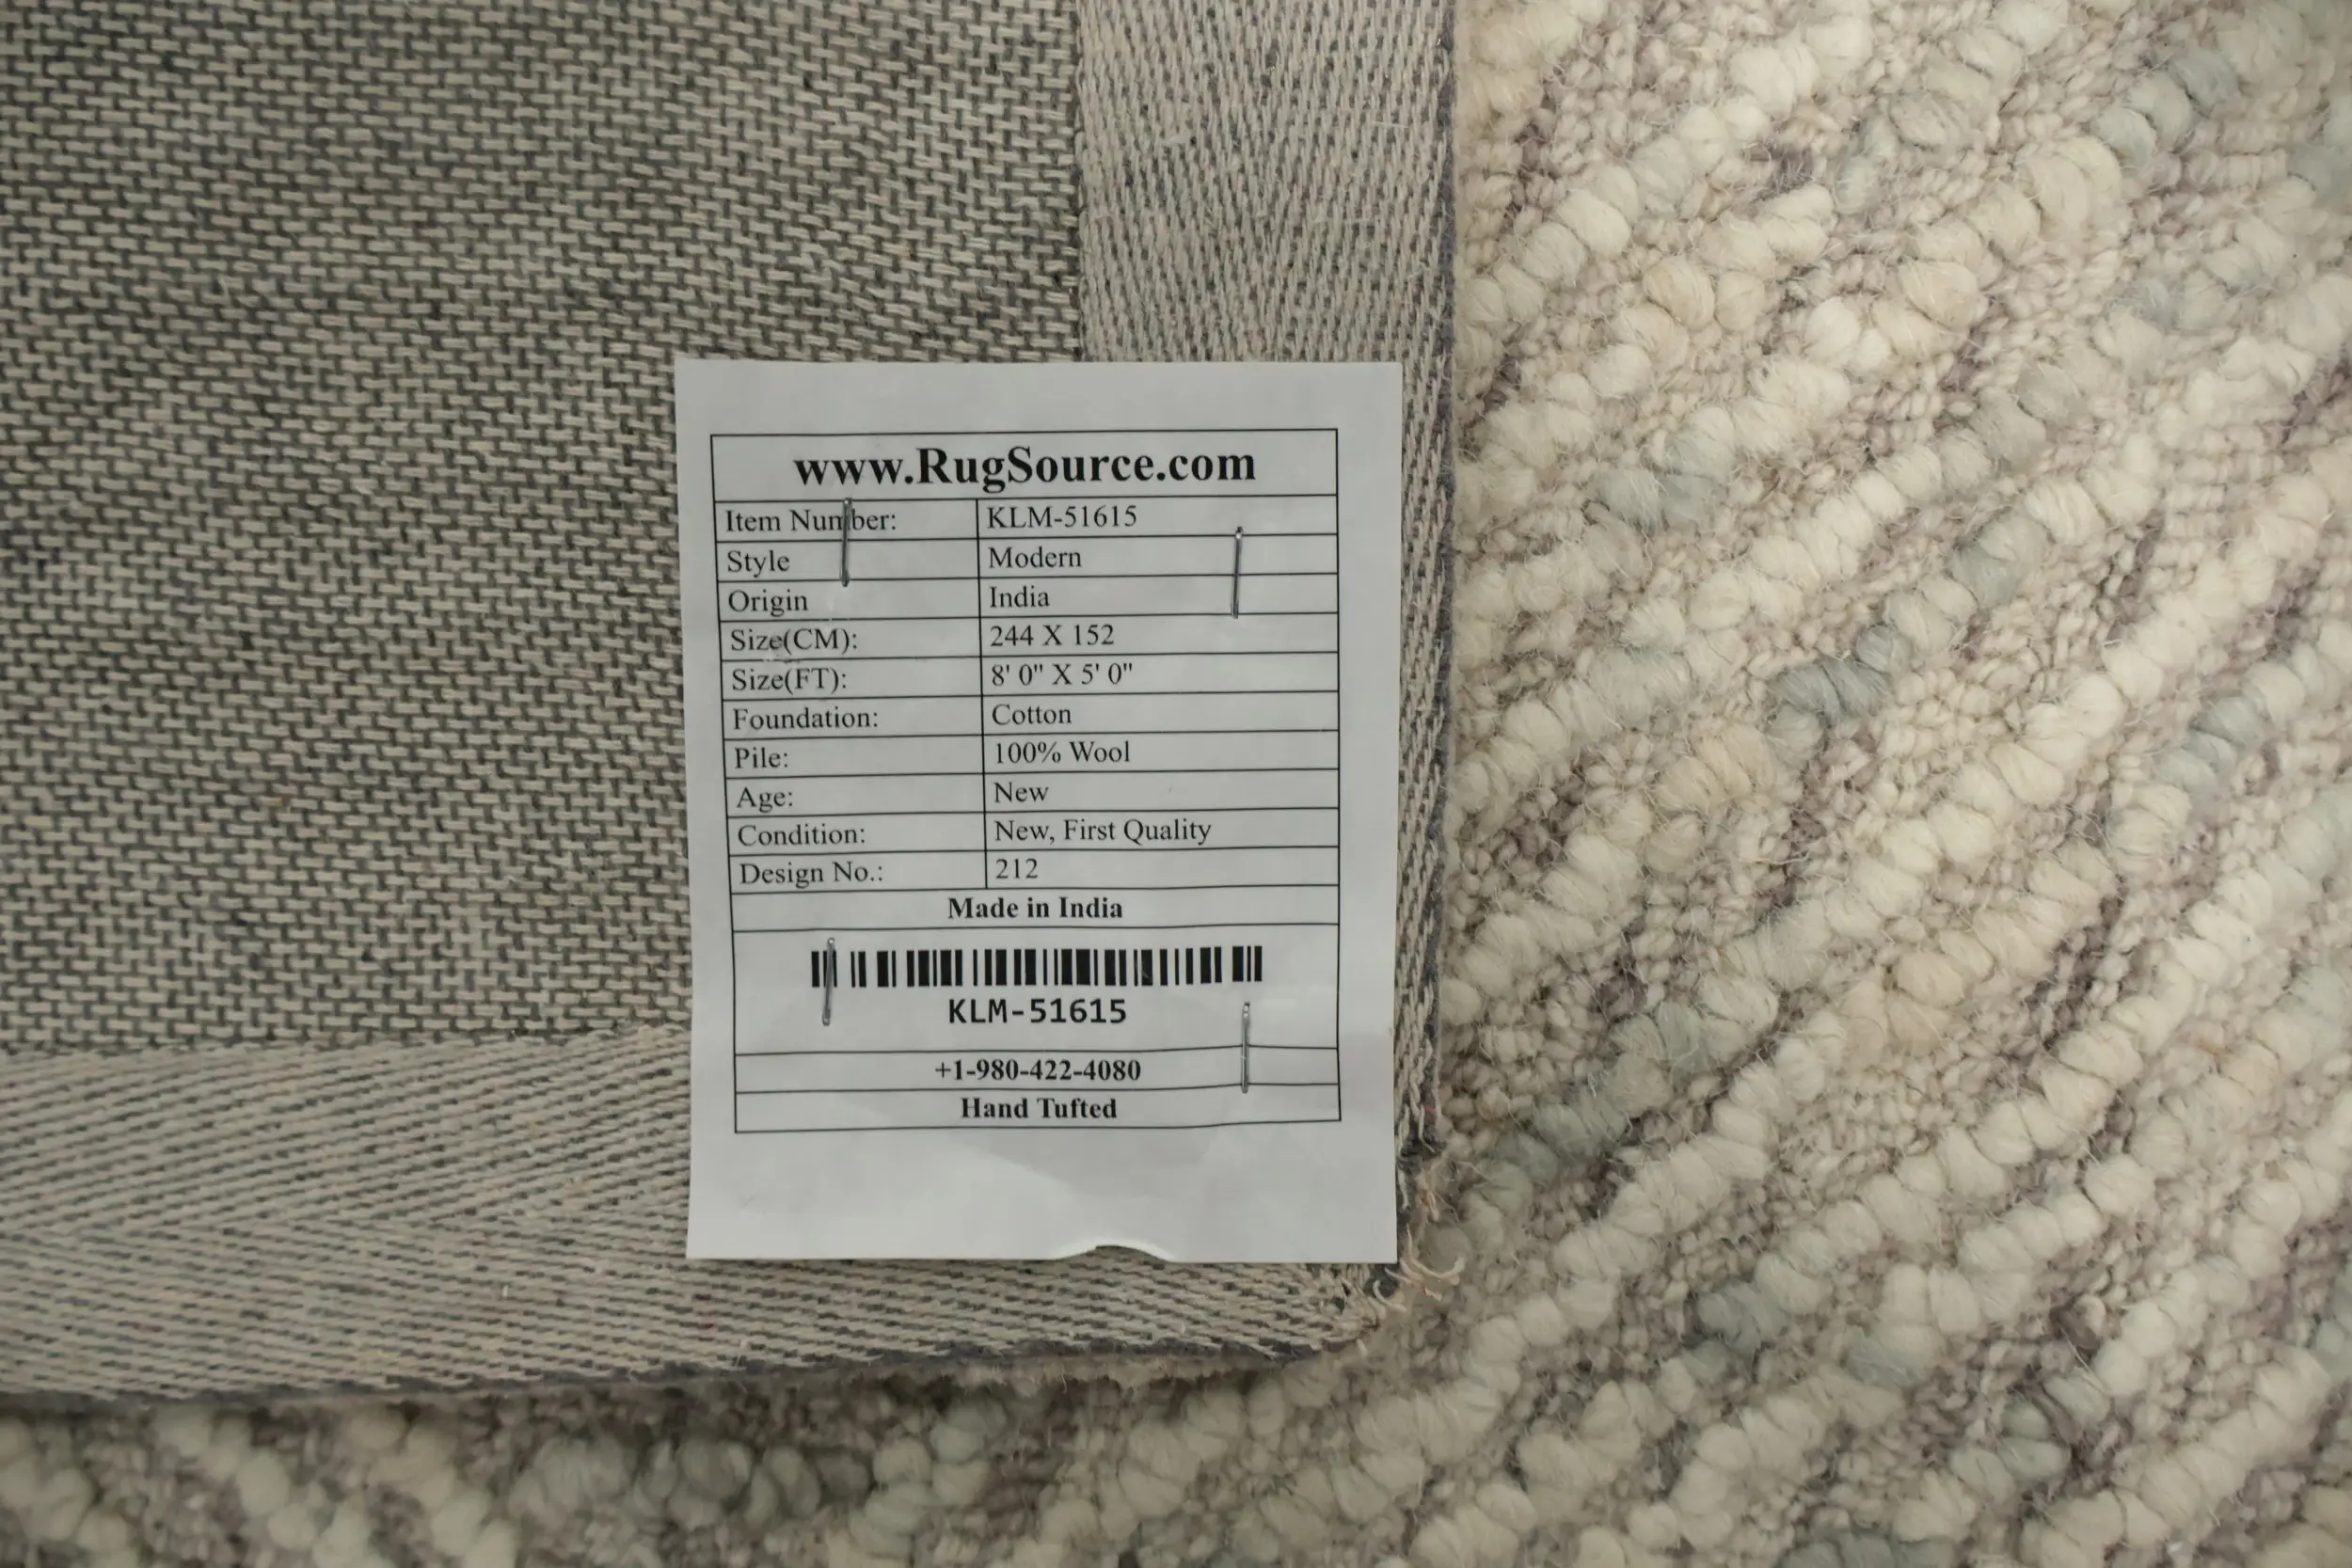 www.RugSource.com
Item Number: KLM-51615
Style Modern
Origin India
Size(CM): 244 X 152
Size(FT): 8' 0" X 5' 0"
Foundation: Cotton
Pile: 100% Wool
Age: New
Condition: New, First Quality
Design No.: 212
Made in India
KLM-51615
+1-980-422-4080
Hand Tufted